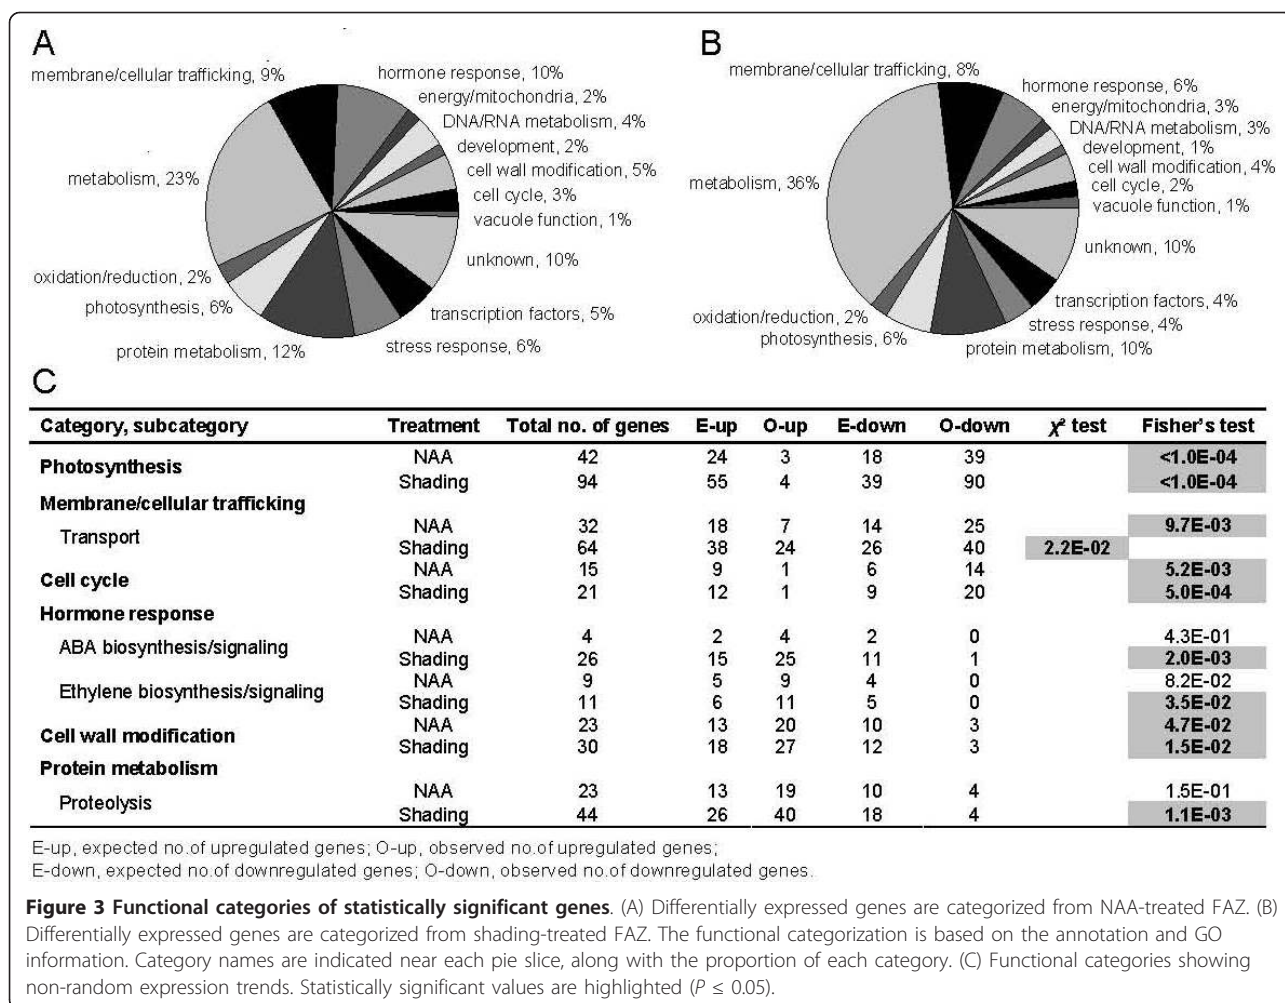 A
membrane/cellular trafficking, 9%
hormone response, 10%
energy/mitochondria, 2%
DNA/RNA metabolism, 4%
development, 2%
cell wall modification, 5%
cell cycle, 3%
vacuole function, 1%
unknown, 10%
transcription factors, 5%
stress response, 6%
protein metabolism, 12%
photosynthesis, 6%
oxidation/reduction, 2%
metabolism, 23%
B
membrane/cellular trafficking, 8%
hormone response, 6%
energy/mitochondria, 3%
DNA/RNA metabolism, 3%
development, 1%
cell wall modification, 4%
cell cycle, 2%
vacuole function, 1%
unknown, 10%
transcription factors, 4%
stress response, 4%
protein metabolism, 10%
photosynthesis, 6%
oxidation/reduction, 2%
metabolism, 36%
C
Category, subcategory Treatment Total no. of genes E-up O-up E-down O-down χ² test Fisher's test
Photosynthesis NAA 42 24 3 18 39 <1.0E-04
Shading 94 55 4 39 90 <1.0E-04
Membrane/cellular trafficking
Transport NAA 32 18 7 14 25 9.7E-03
Shading 64 38 24 26 40 2.2E-02
Cell cycle NAA 15 9 1 6 14 5.2E-03
Shading 21 12 1 9 20 5.0E-04
Hormone response
ABA biosynthesis/signaling NAA 4 2 4 2 0 4.3E-01
Shading 26 15 25 11 1 2.0E-03
Ethylene biosynthesis/signaling NAA 9 5 9 4 0 8.2E-02
Shading 11 6 11 5 0 3.5E-02
Cell wall modification NAA 23 13 20 10 3 4.7E-02
Shading 30 18 27 12 3 1.5E-02
Protein metabolism
Proteolysis NAA 23 13 19 10 4 1.5E-01
Shading 44 26 40 18 4 1.1E-03
E-up, expected no.of upregulated genes; O-up, observed no.of upregulated genes;
E-down, expected no.of downregulated genes; O-down, observed no.of downregulated genes.
Figure 3 Functional categories of statistically significant genes. (A) Differentially expressed genes are categorized from NAA-treated FAZ. (B)
Differentially expressed genes are categorized from shading-treated FAZ. The functional categorization is based on the annotation and GO
information. Category names are indicated near each pie slice, along with the proportion of each category. (C) Functional categories showing
non-random expression trends. Statistically significant values are highlighted (P ≤ 0.05).